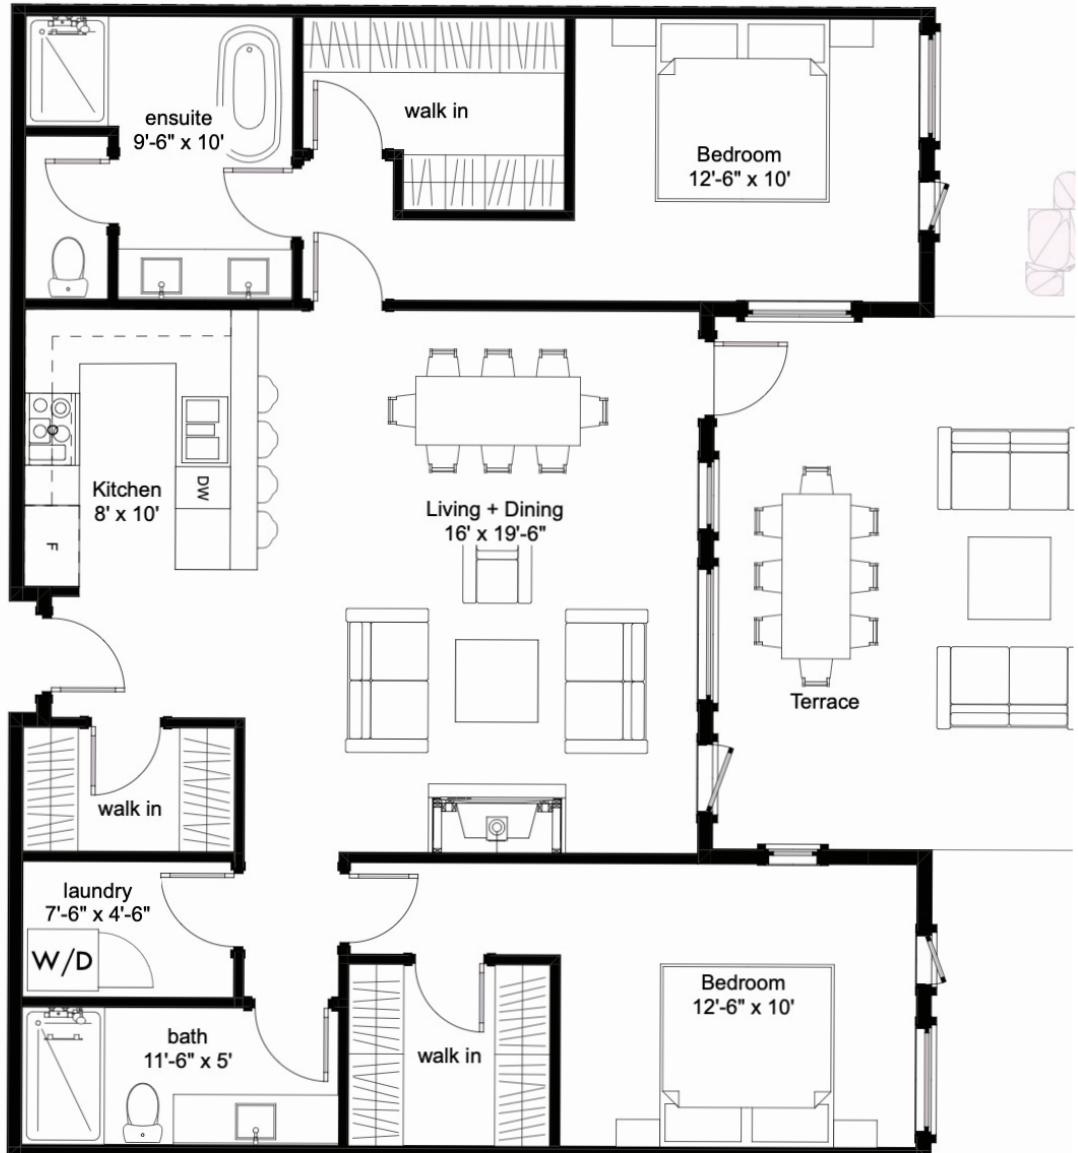 ensuite
9'-6" x 10'
walk in
Bedroom
12'-6" x 10'
Kitchen
8' x 10'
DW
F
Living + Dining
16' x 19'-6"
Terrace
walk in
laundry
7'-6" x 4'-6"
W/D
bath
11'-6" x 5'
walk in
Bedroom
12'-6" x 10'